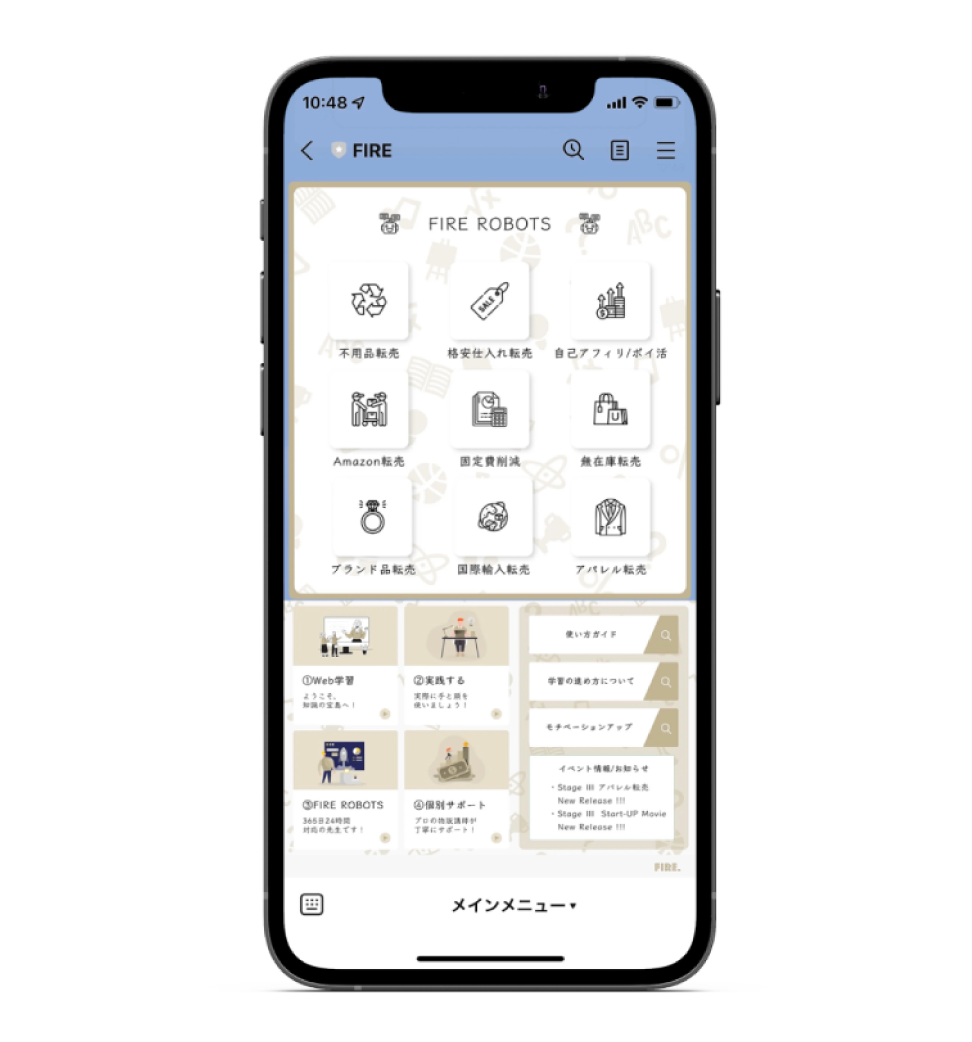 10:48
FIRE
FIRE ROBOTS
SALE
不用品転売
格安仕入れ転売
自己アフィリ/ポイ活
Amazon転売
固定費削減
無在庫転売
ブランド品転売
国際輸入転売
アパレル転売
ABC
ABC
ABC
①Web学習
ようこそ、
知識の宝島へ！
②実践する
実際に手と頭を
使いましょう！
③FIRE ROBOTS
365日24時間
対応の先生です！
④個別サポート
プロの物販講師が
丁寧にサポート！
使い方ガイド
学習の進め方について
モチベーションアップ
イベント情報/お知らせ
・Stage Ⅲ アパレル転売
New Release !!!
・Stage Ⅲ Start-UP Movie
New Release !!!
FIRE.
メインメニュー▾